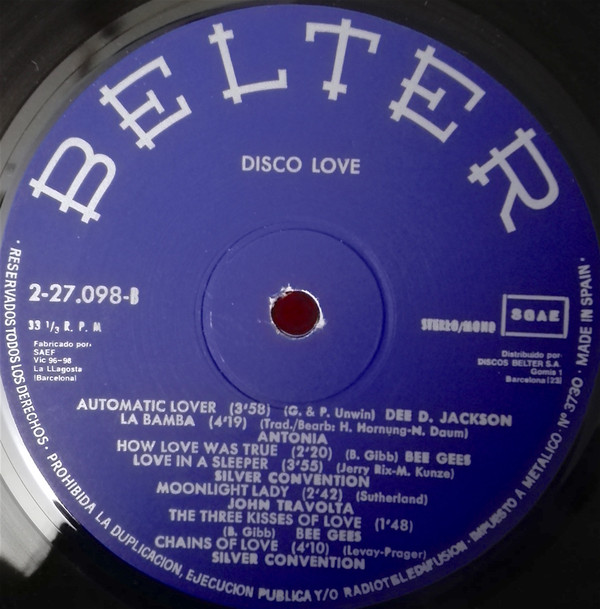 BELTER
DISCO LOVE
2-27.098-B
33 1/3 R. P. M
Fabricado por:
SAEF
Vic 96-98
La LLagosta
(Barcelona)
STEREO/MONO
SGAE
Distribuido por:
DISCOS BELTER S.A.
Gomis 1
Barcelona (23)
AUTOMATIC LOVER (3'58) (G. & P. Unwin) DEE D. JACKSON
LA BAMBA (4'19) (Trad./Bearb: H. Hornung-N. Daum)
ANTONIA
HOW LOVE WAS TRUE (2'20) (B. Gibb) BEE GEES
LOVE IN A SLEEPER (3'55) (Jerry Rix-M. Kunze)
SILVER CONVENTION
MOONLIGHT LADY (2'42) (Sutherland)
JOHN TRAVOLTA
THE THREE KISSES OF LOVE (1'48)
(B. Gibb) BEE GEES
CHAINS OF LOVE (4'10) (Levay-Prager)
SILVER CONVENTION
· RESERVADOS TODOS LOS DERECHOS · PROHIBIDA LA DUPLICACION, EJECUCION PUBLICA Y/O RADIOTELEDIFUSION · IMPUESTO A METALICO · Nº 3730 · MADE IN SPAIN ·